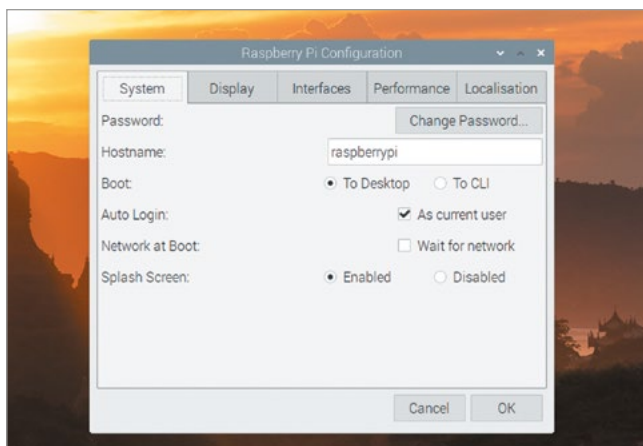 Raspberry Pi Configuration
System Display Interfaces Performance Localisation
Password: Change Password...
Hostname: raspberrypi
Boot: To Desktop To CLI
Auto Login: As current user
Network at Boot: Wait for network
Splash Screen: Enabled Disabled
Cancel OK